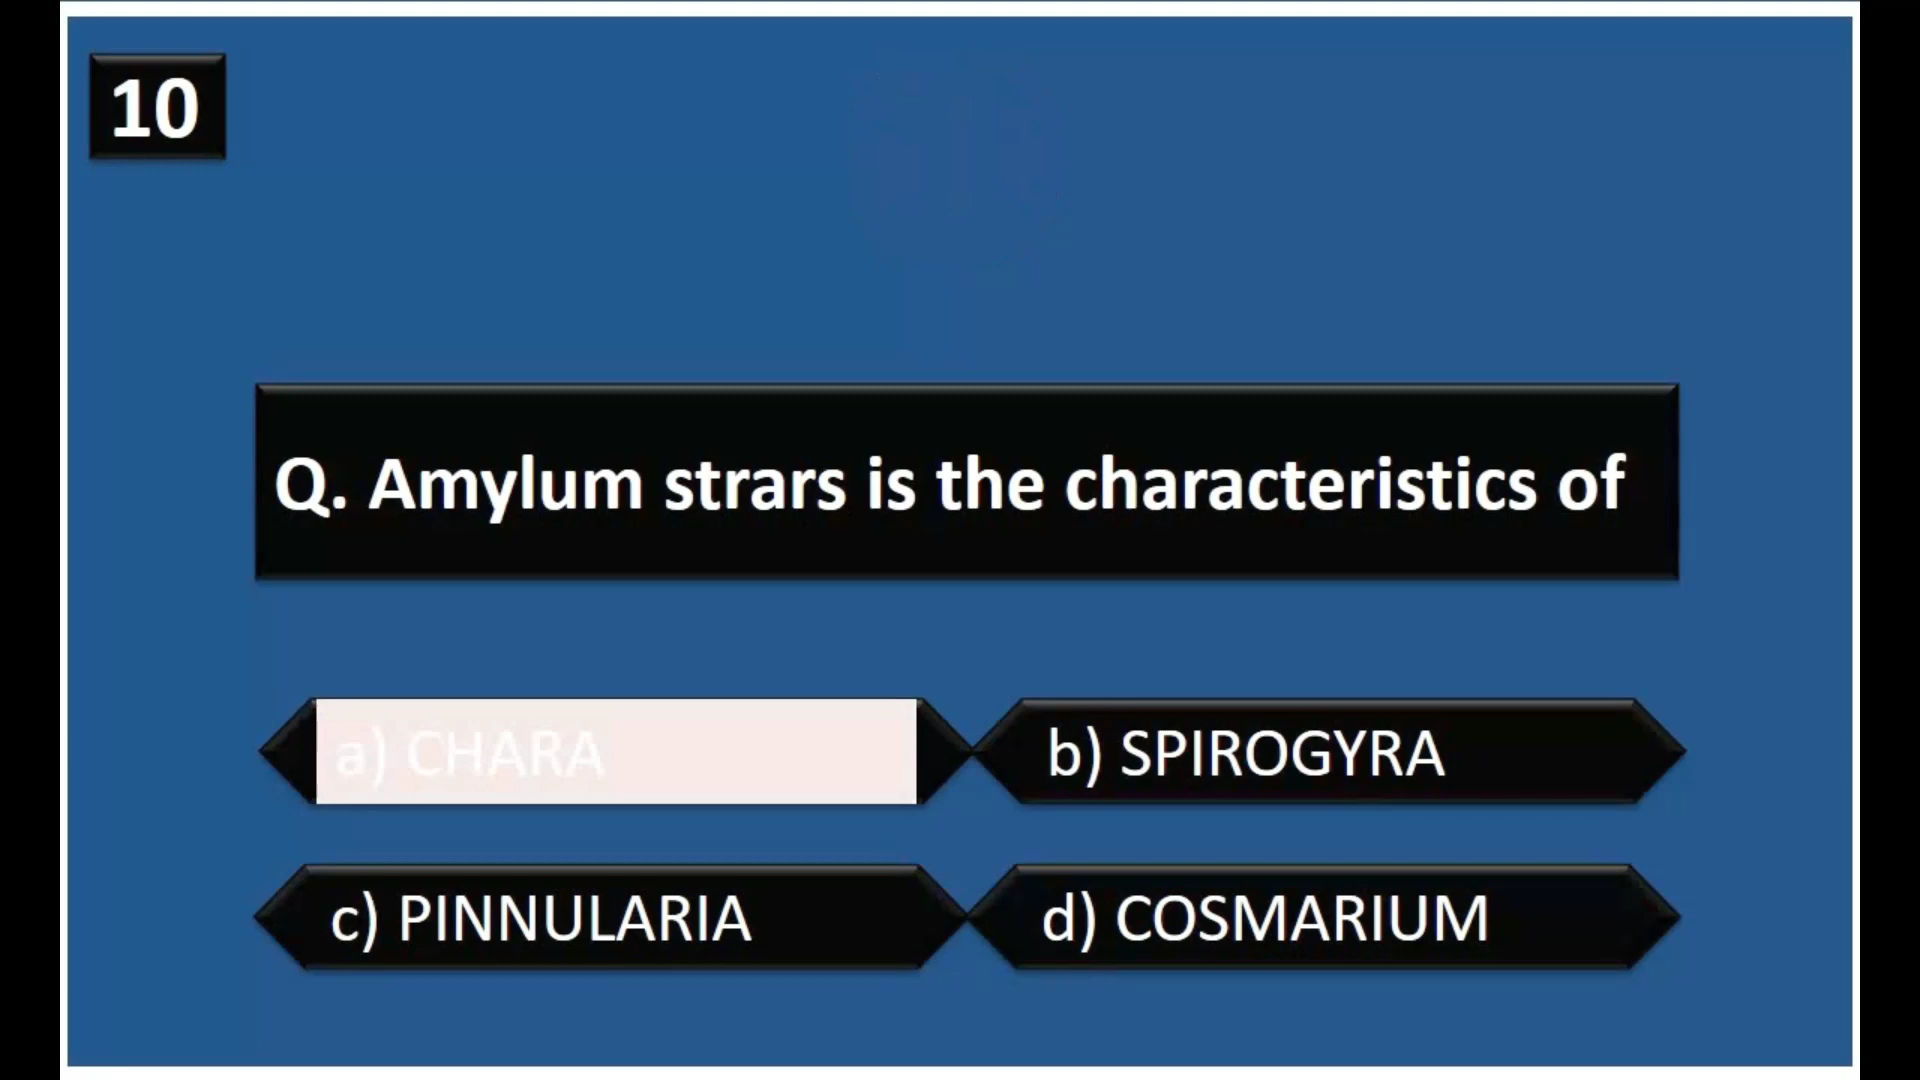 10
Q. Amylum strars is the characteristics of
a) CHARA
b) SPIROGYRA
c) PINNULARIA
d) COSMARIUM